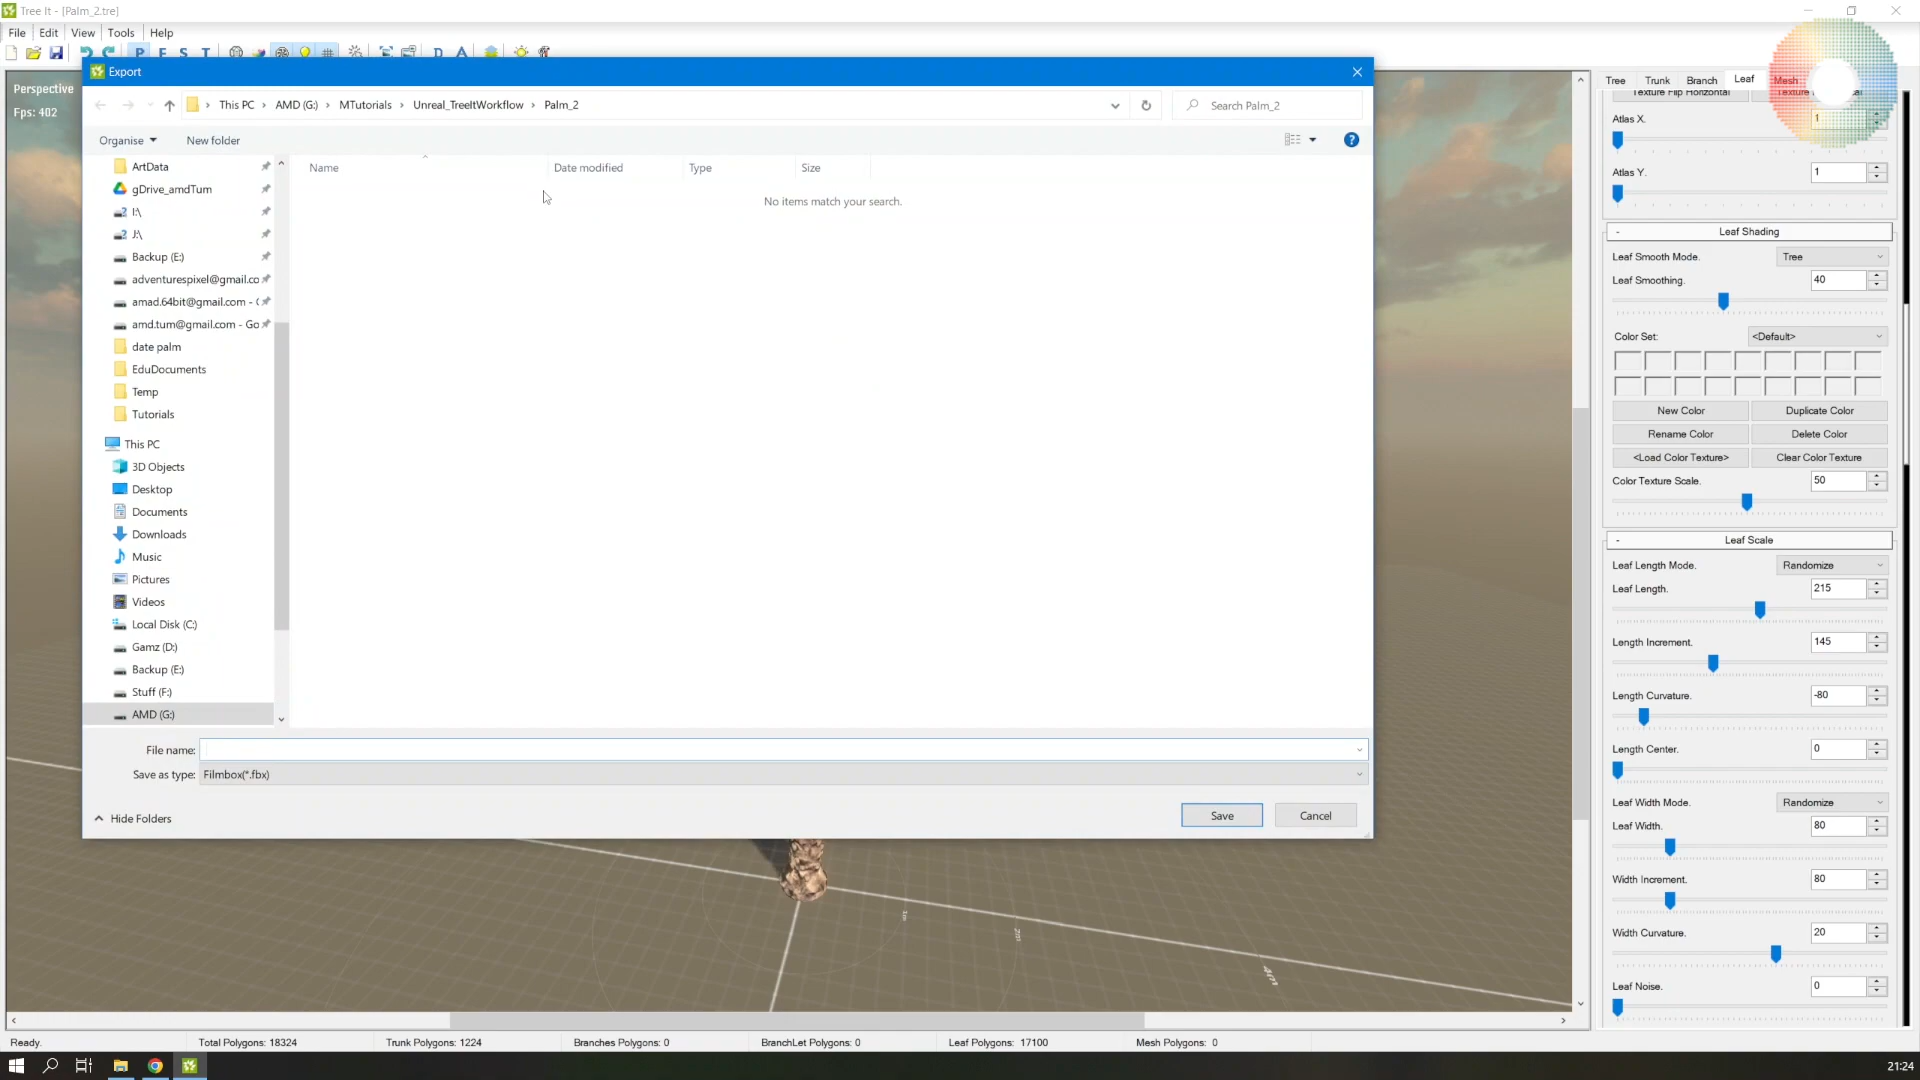 Tree It - [Palm_2.tre]
File Edit View Tools Help
P F S T D A
Perspective
Fps: 402
Export
This PC > AMD (G:) > MTutorials > Unreal_TreeItWorkflow > Palm_2
Search Palm_2
Organise New folder
Name Date modified Type Size
No items match your search.
ArtData
gDrive_amdTum
I:\
J:\
Backup (E:)
adventurespixel@gmail.co
amad.64bit@gmail.com - (
amd.tum@gmail.com - Go
date palm
EduDocuments
Temp
Tutorials
This PC
3D Objects
Desktop
Documents
Downloads
Music
Pictures
Videos
Local Disk (C:)
Gamz (D:)
Backup (E:)
Stuff (F:)
AMD (G:)
File name:
Save as type: Filmbox(*.fbx)
Hide Folders
Save Cancel
Tree Trunk Branch Leaf Mesh
Texture Flip Horizontal Texture
Atlas X. 1
Atlas Y. 1
- Leaf Shading
Leaf Smooth Mode. Tree
Leaf Smoothing. 40
Color Set: <Default>
New Color Duplicate Color
Rename Color Delete Color
<Load Color Texture> Clear Color Texture
Color Texture Scale. 50
- Leaf Scale
Leaf Length Mode. Randomize
Leaf Length. 215
Length Increment. 145
Length Curvature. -80
Length Center. 0
Leaf Width Mode. Randomize
Leaf Width. 80
Width Increment. 80
Width Curvature. 20
Leaf Noise. 0
Ready. Total Polygons: 18324 Trunk Polygons: 1224 Branches Polygons: 0 BranchLet Polygons: 0 Leaf Polygons: 17100 Mesh Polygons: 0
21:24